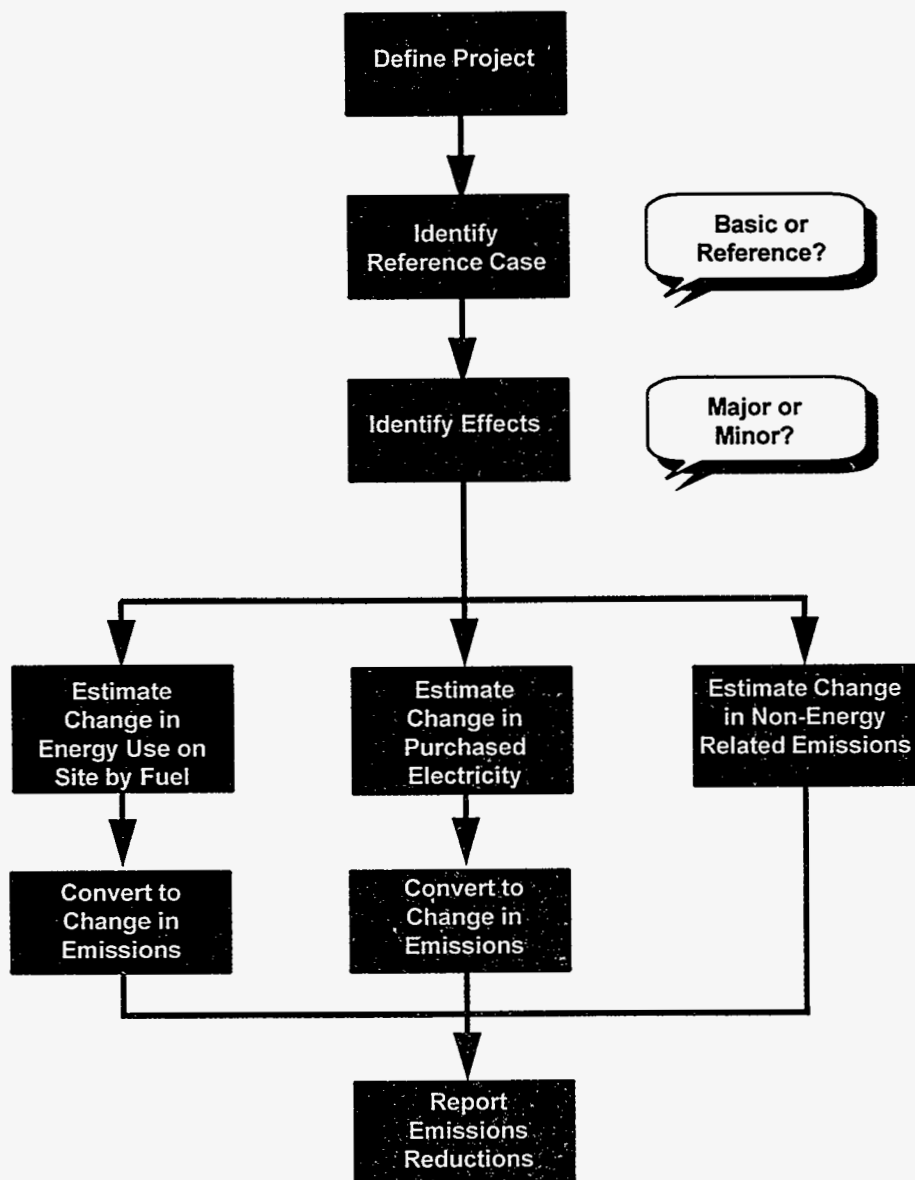 Define Project
Identify
Reference Case
Basic or
Reference?
Identify Effects
Major or
Minor?
Estimate
Change in
Energy Use on
Site by Fuel
Estimate
Change in
Purchased
Electricity
Estimate Change
in Non-Energy
Related Emissions
Convert to
Change in
Emissions
Convert to
Change in
Emissions
Report
Emissions
Reductions